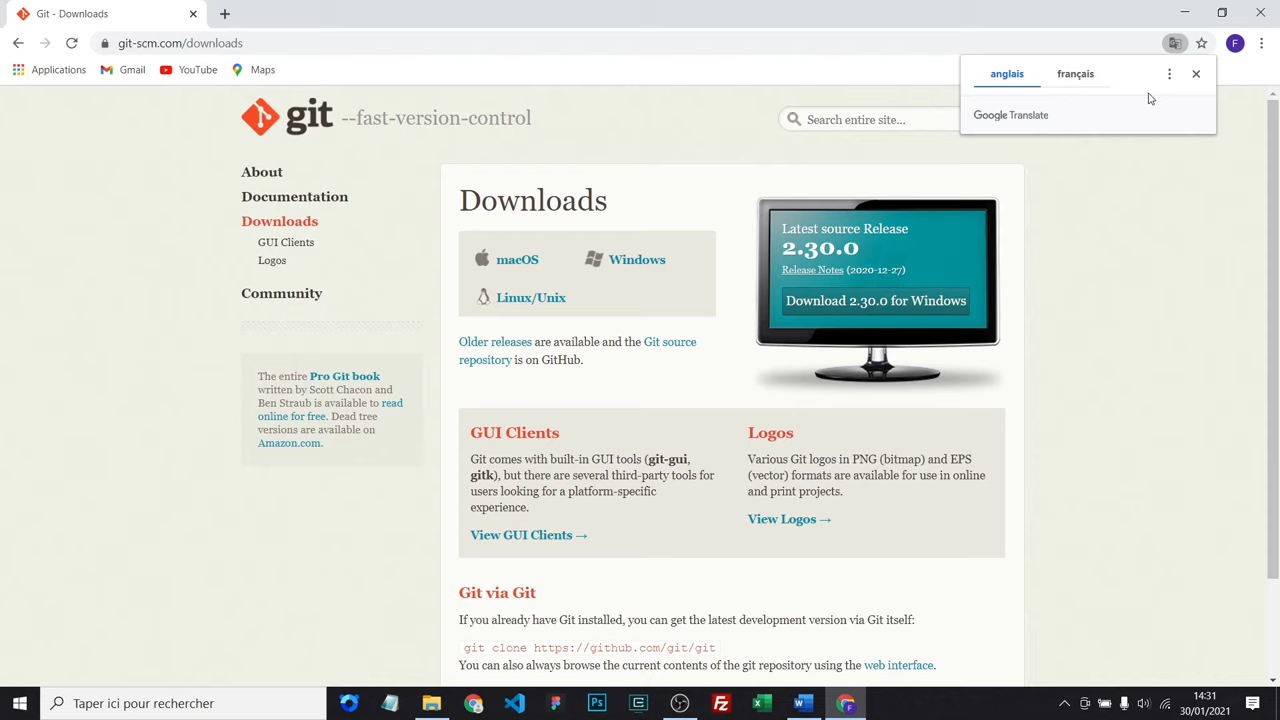 Git - Downloads
git-scm.com/downloads
F
Applications
Gmail
YouTube
Maps
anglais
français
Google Translate
git --fast-version-control
Search entire site...
About
Documentation
Downloads
GUI Clients
Logos
Community
The entire Pro Git book
written by Scott Chacon and
Ben Straub is available to read
online for free. Dead tree
versions are available on
Amazon.com.
Downloads
macOS
Windows
Linux/Unix
Older releases are available and the Git source
repository is on GitHub.
Latest source Release
2.30.0
Release Notes (2020-12-27)
Download 2.30.0 for Windows
GUI Clients
Git comes with built-in GUI tools (git-gui,
gitk), but there are several third-party tools for
users looking for a platform-specific
experience.
View GUI Clients →
Logos
Various Git logos in PNG (bitmap) and EPS
(vector) formats are available for use in online
and print projects.
View Logos →
Git via Git
If you already have Git installed, you can get the latest development version via Git itself:
git clone https://github.com/git/git
You can also always browse the current contents of the git repository using the web interface.
Taper ici pour rechercher
14:31
30/01/2021